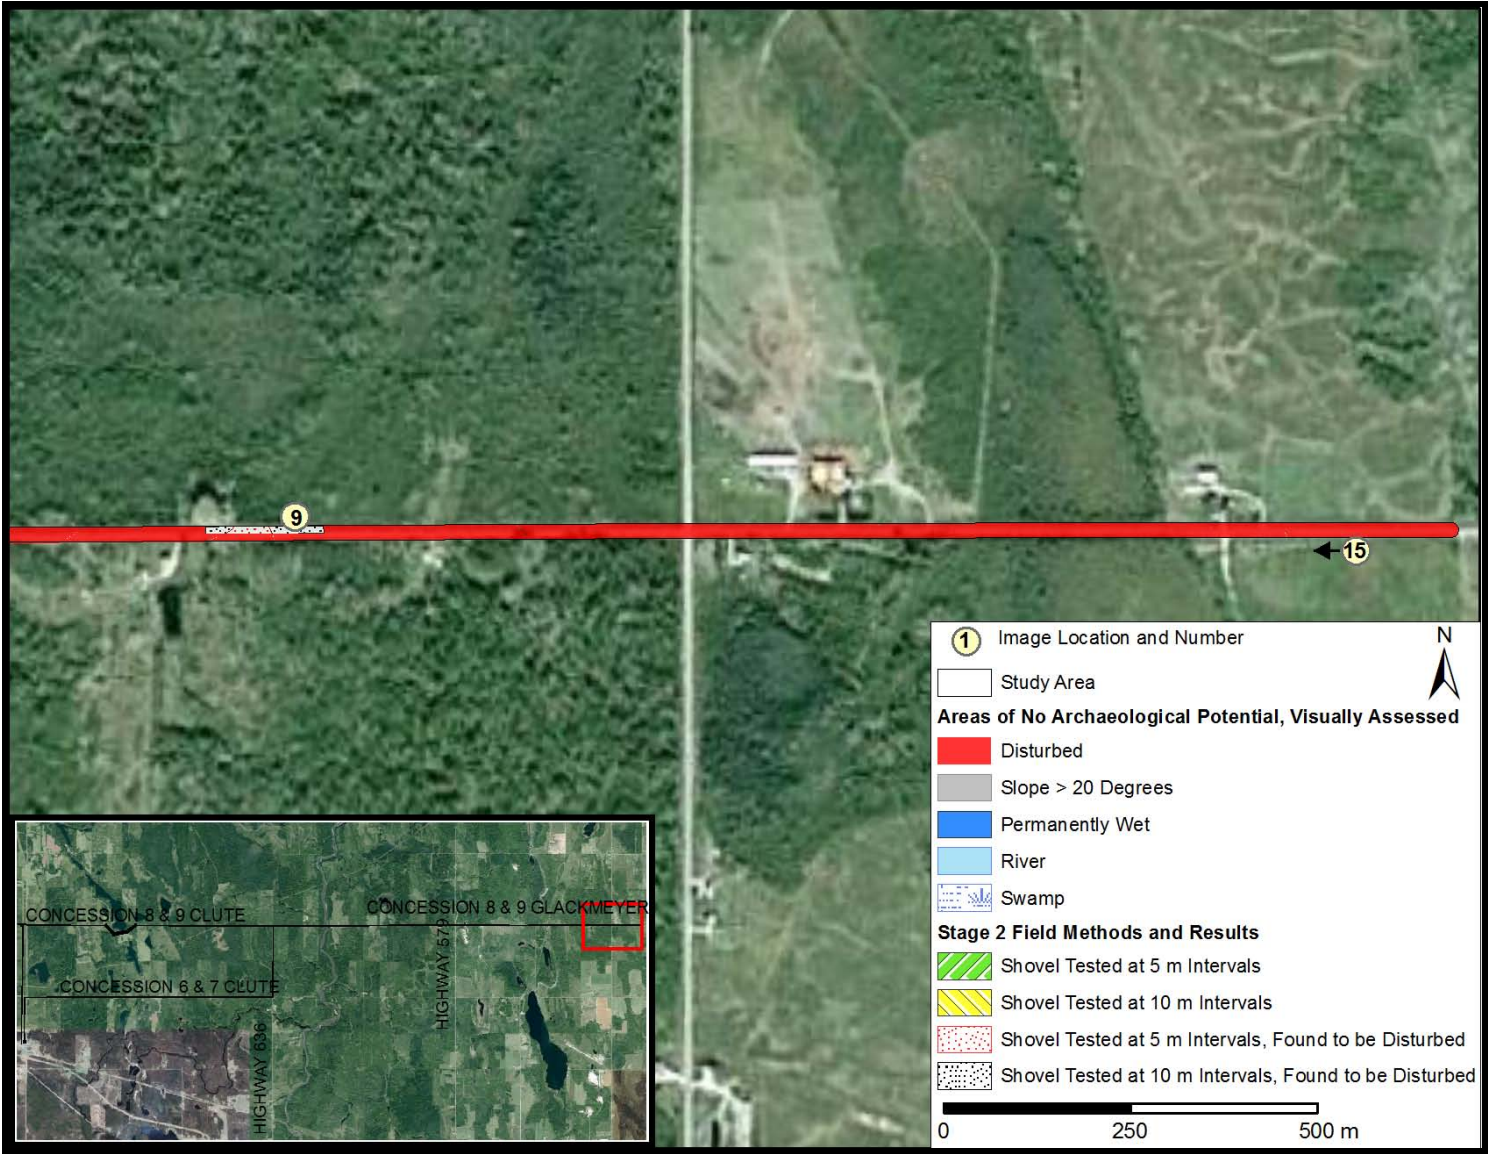 9
15
1 Image Location and Number
N
Study Area
Areas of No Archaeological Potential, Visually Assessed
Disturbed
Slope > 20 Degrees
Permanently Wet
River
Swamp
Stage 2 Field Methods and Results
Shovel Tested at 5 m Intervals
Shovel Tested at 10 m Intervals
Shovel Tested at 5 m Intervals, Found to be Disturbed
Shovel Tested at 10 m Intervals, Found to be Disturbed
0 250 500 m
CONCESSION 8 & 9 CLUTE
CONCESSION 8 & 9 GLACKMEYER
CONCESSION 6 & 7 CLUTE
HIGHWAY 579
HIGHWAY 636